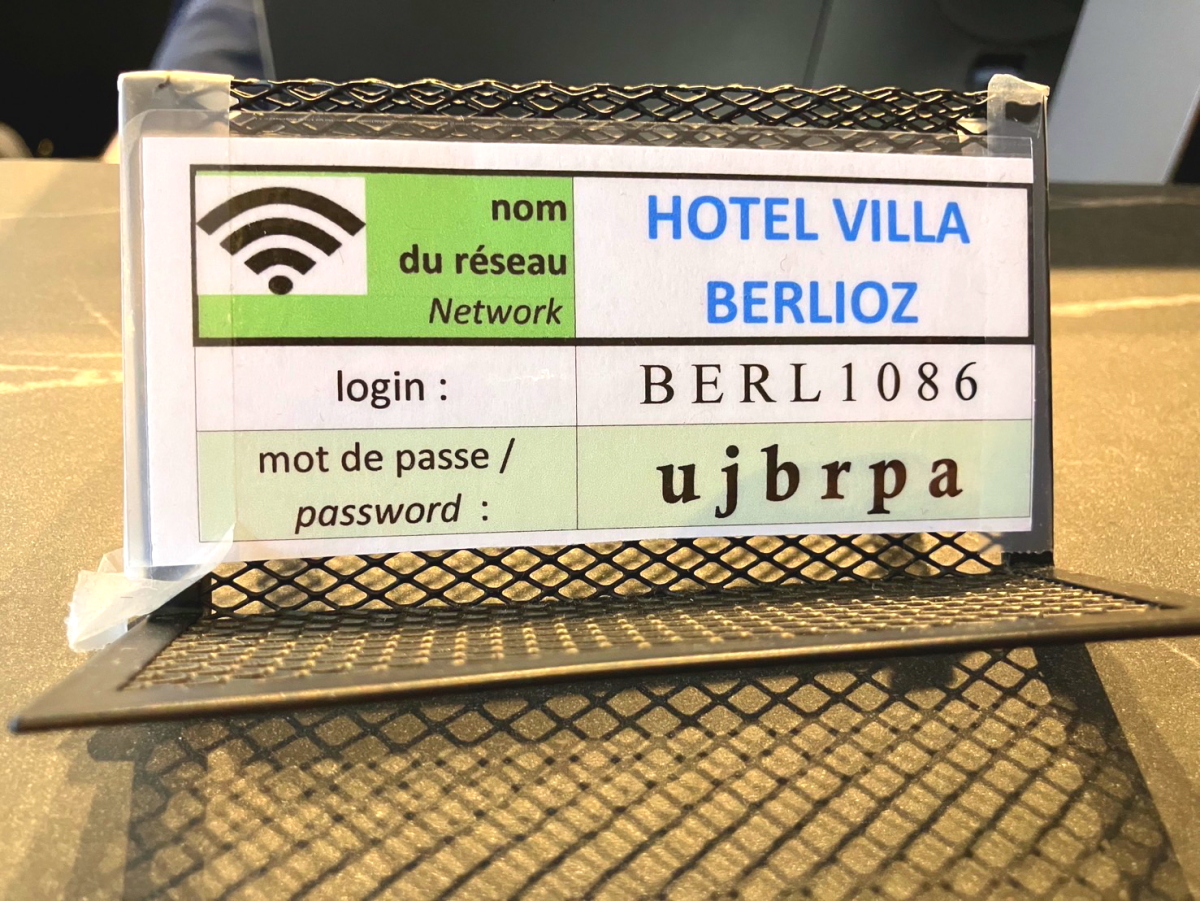 nom
du réseau
Network
HOTEL VILLA
BERLIOZ
login :
BERL1086
mot de passe /
password :
ujbrpa